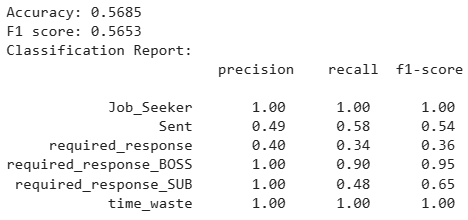 Accuracy: 0.5685
F1 score: 0.5653
Classification Report:
precision recall f1-score
Job_Seeker 1.00 1.00 1.00
Sent 0.49 0.58 0.54
required_response 0.40 0.34 0.36
required_response_BOSS 1.00 0.90 0.95
required_response_SUB 1.00 0.48 0.65
time_waste 1.00 1.00 1.00